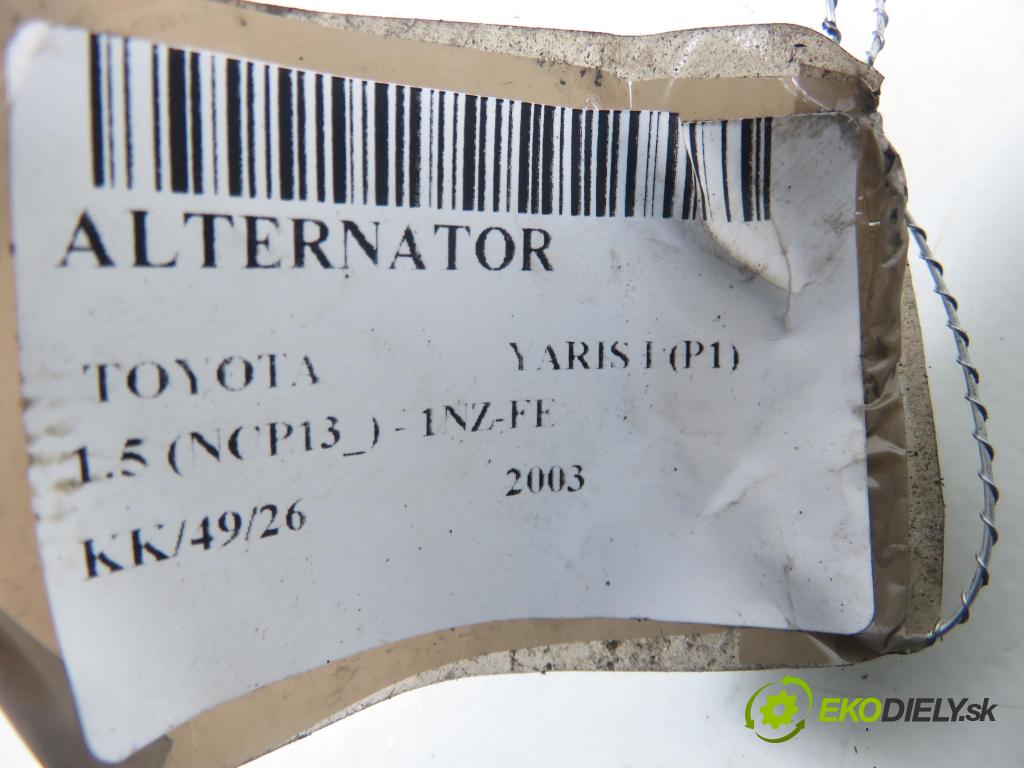 ALTERNATOR
TOYOTA YARIS I (P1)
1.5 (NCP13_) - 1NZ-FE
2003
KK/49/26
EKODIELY.sk